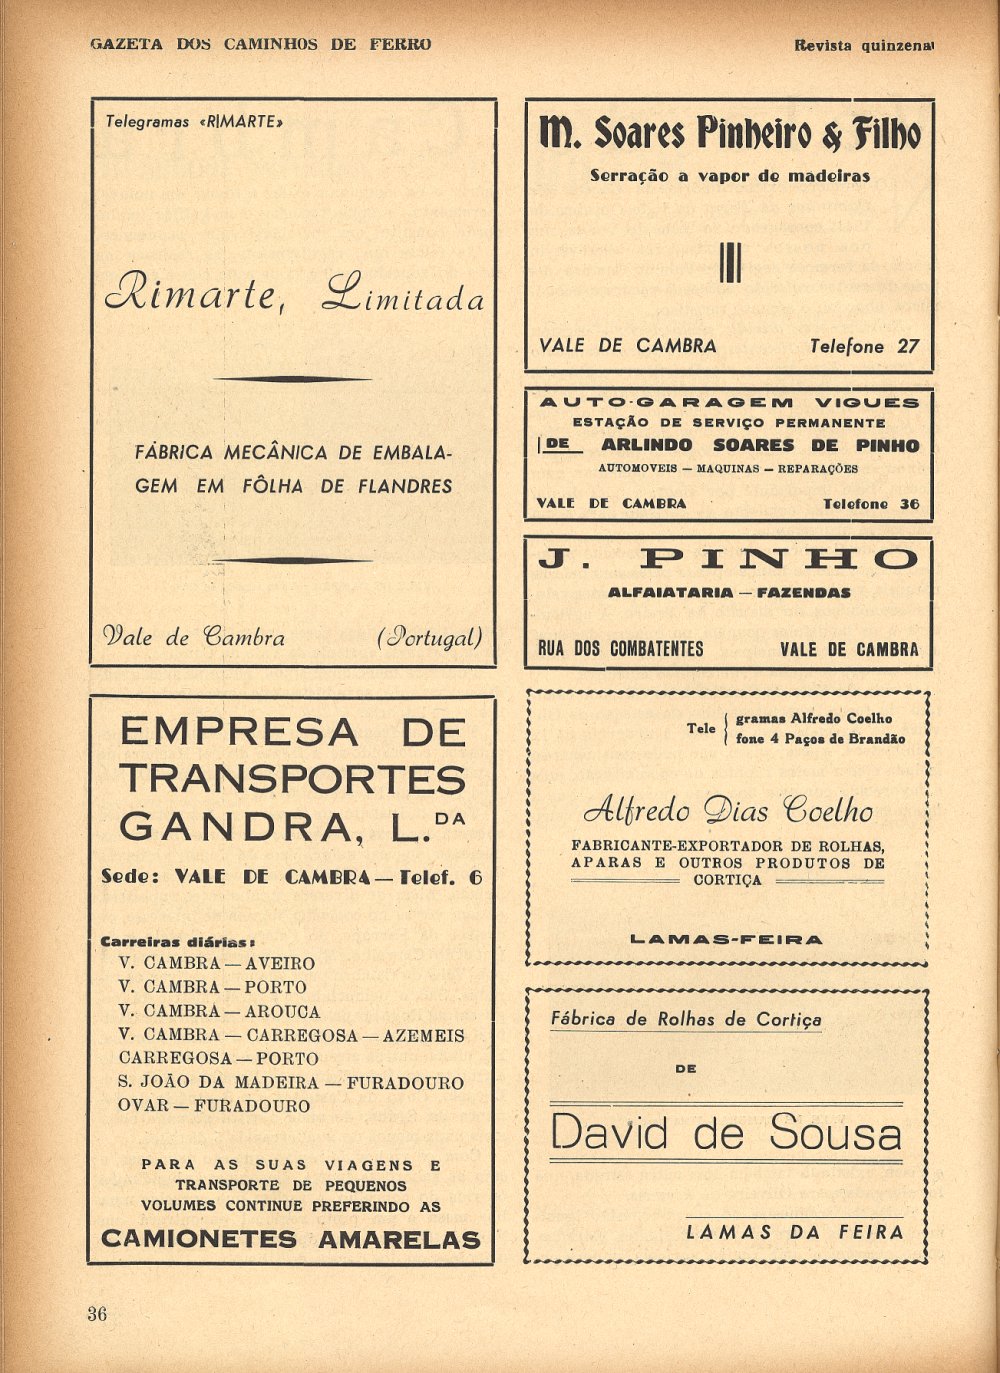 GAZETA DOS CAMINHOS DE FERRO
Revista quinzenal
Telegramas «RIMARTE»
Rimarte, Limitada
FÁBRICA MECÂNICA DE EMBALA-
GEM EM FÔLHA DE FLANDRES
Vale de Cambra (Portugal)
EMPRESA DE
TRANSPORTES
GANDRA, L.DA
Sede: VALE DE CAMBRA — Telef. 6
Carreiras diárias:
V. CAMBRA — AVEIRO
V. CAMBRA — PORTO
V. CAMBRA — AROUCA
V. CAMBRA — CARREGOSA — AZEMEIS
CARREGOSA — PORTO
S. JOÃO DA MADEIRA — FURADOURO
OVAR — FURADOURO
PARA AS SUAS VIAGENS E
TRANSPORTE DE PEQUENOS
VOLUMES CONTINUE PREFERINDO AS
CAMIONETES AMARELAS
M. Soares Pinheiro & Filho
Serração a vapor de madeiras
VALE DE CAMBRA Telefone 27
AUTO-GARAGEM VIGUES
ESTAÇÃO DE SERVIÇO PERMANENTE
DE ARLINDO SOARES DE PINHO
AUTOMOVEIS — MAQUINAS — REPARAÇÕES
VALE DE CAMBRA Telefone 36
J. PINHO
ALFAIATARIA — FAZENDAS
RUA DOS COMBATENTES VALE DE CAMBRA
Tele { gramas Alfredo Coelho
fone 4 Paços de Brandão
Alfredo Dias Coelho
FABRICANTE-EXPORTADOR DE ROLHAS,
APARAS E OUTROS PRODUTOS DE
CORTIÇA
LAMAS-FEIRA
Fábrica de Rolhas de Cortiça
DE
David de Sousa
LAMAS DA FEIRA
36